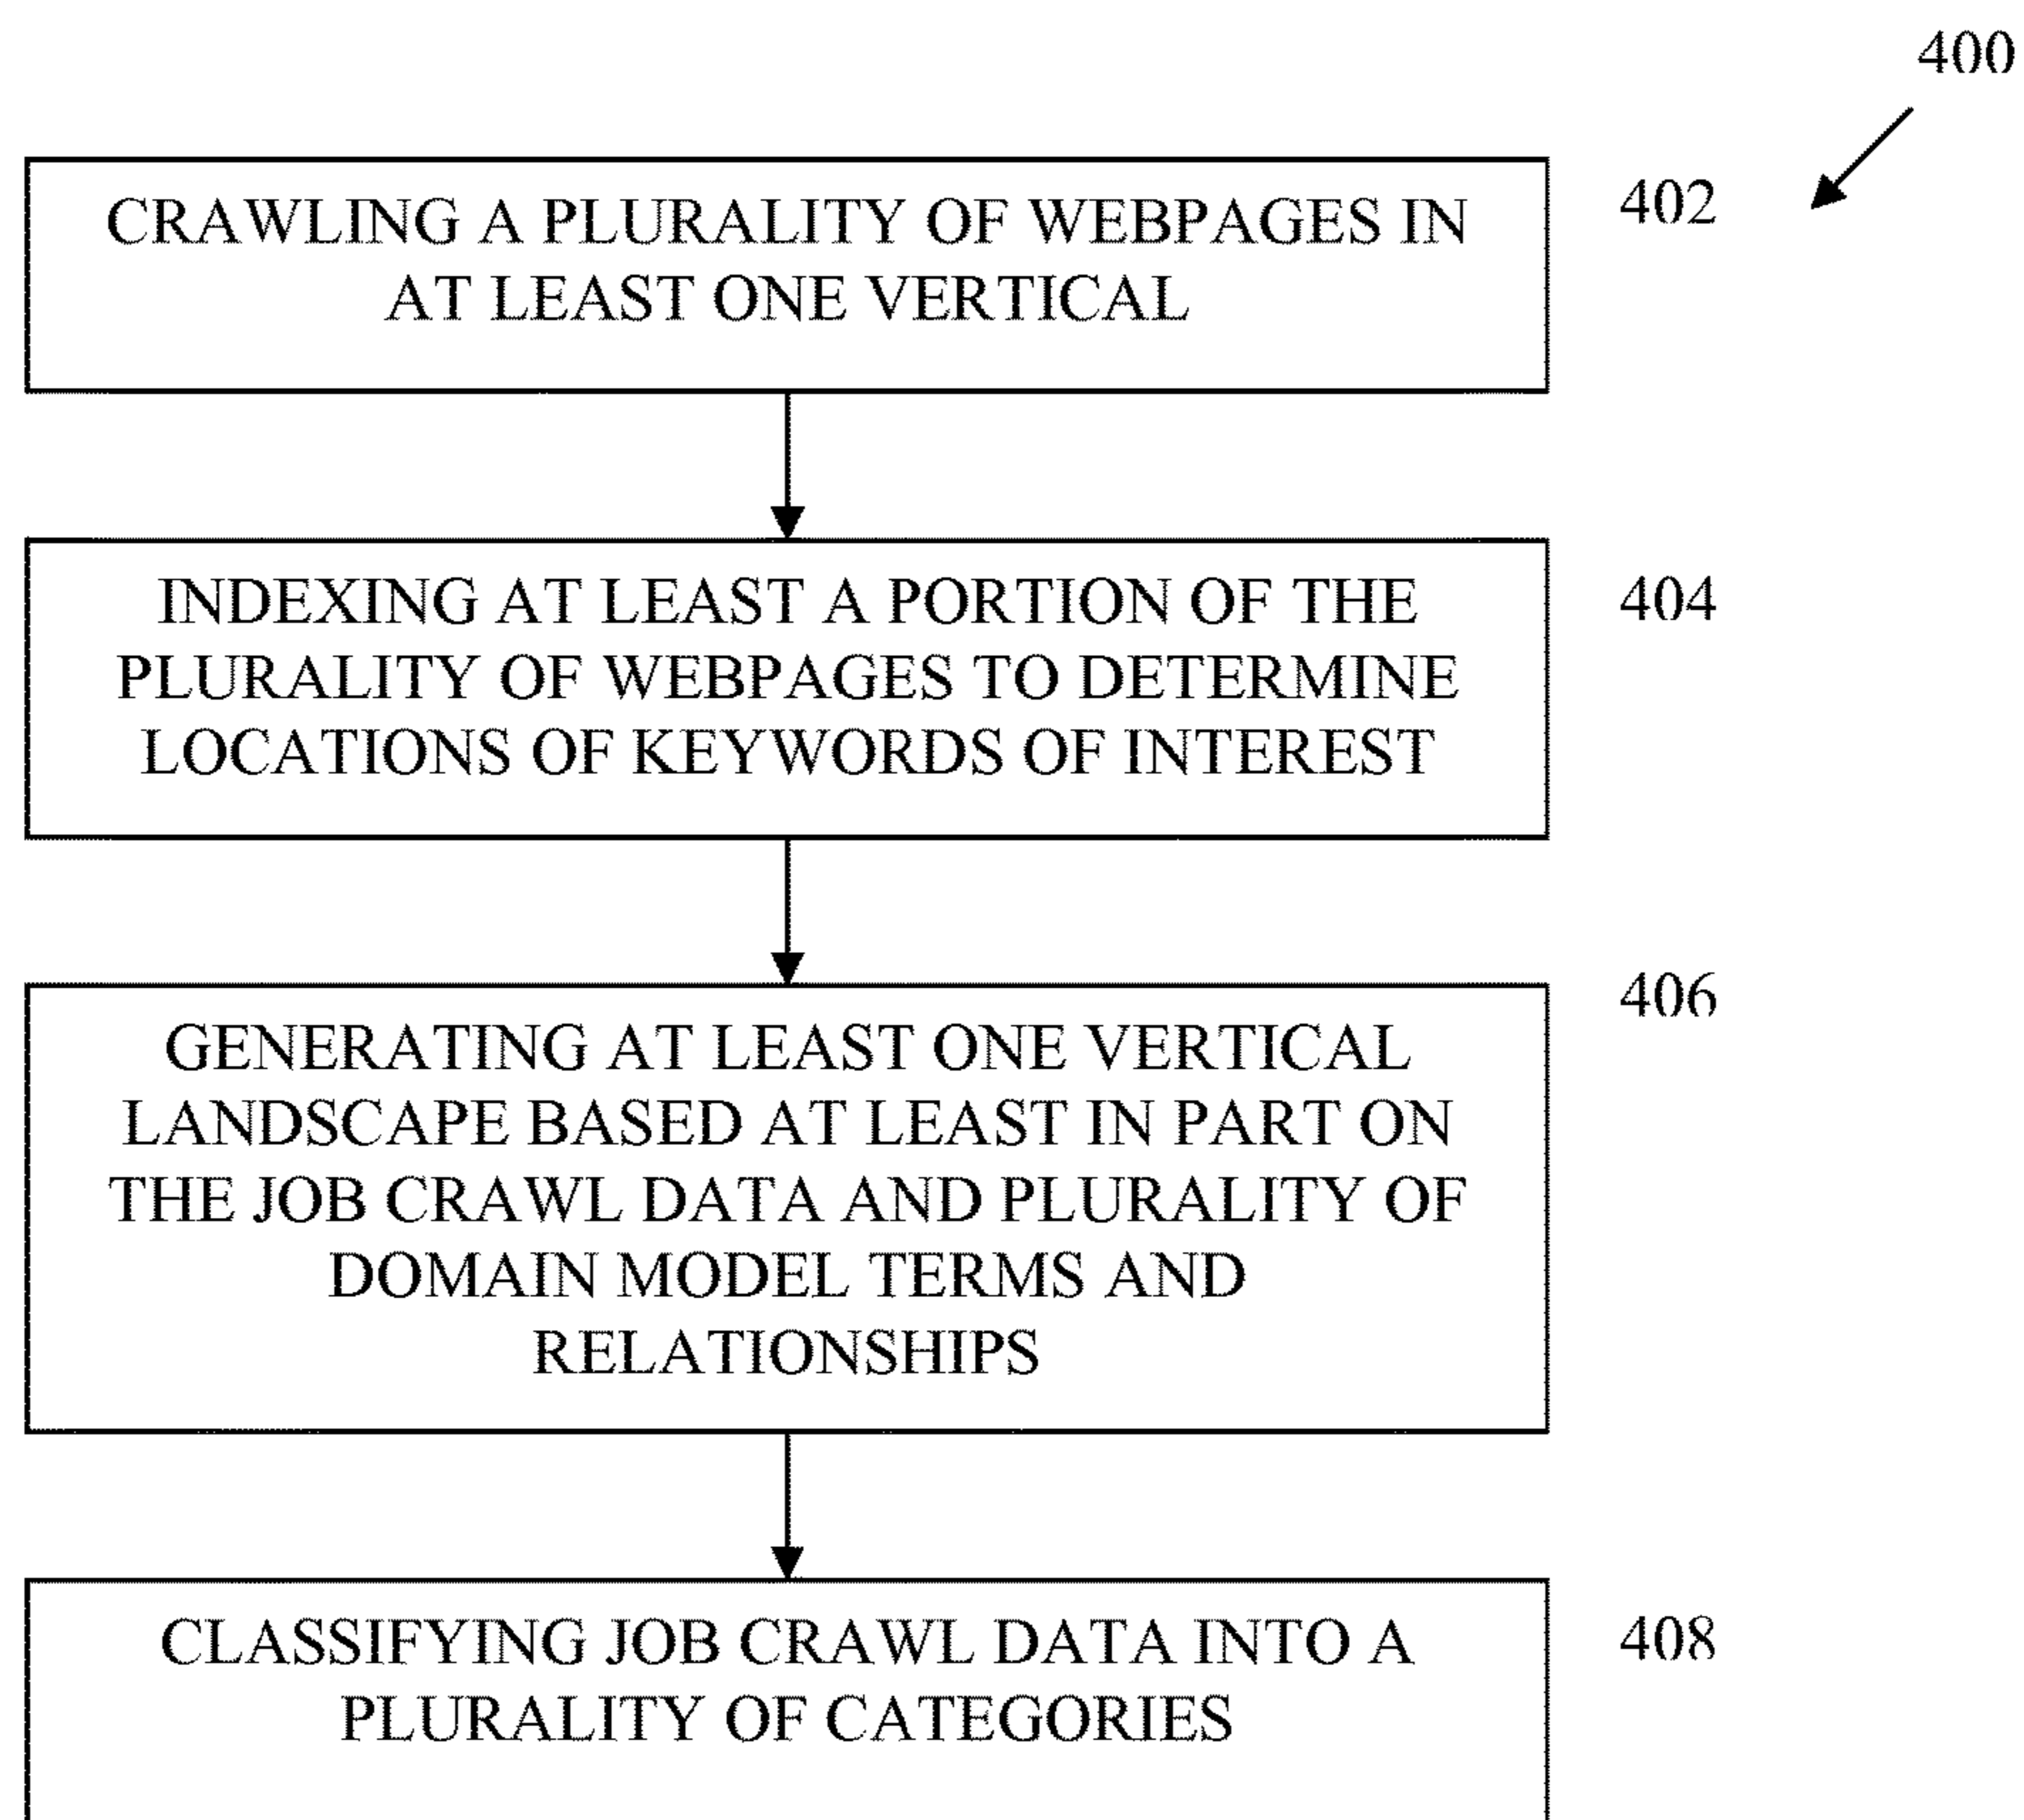 400
CRAWLING A PLURALITY OF WEBPAGES IN
AT LEAST ONE VERTICAL
402
INDEXING AT LEAST A PORTION OF THE
PLURALITY OF WEBPAGES TO DETERMINE
LOCATIONS OF KEYWORDS OF INTEREST
404
GENERATING AT LEAST ONE VERTICAL
LANDSCAPE BASED AT LEAST IN PART ON
THE JOB CRAWL DATA AND PLURALITY OF
DOMAIN MODEL TERMS AND
RELATIONSHIPS
406
CLASSIFYING JOB CRAWL DATA INTO A
PLURALITY OF CATEGORIES
408